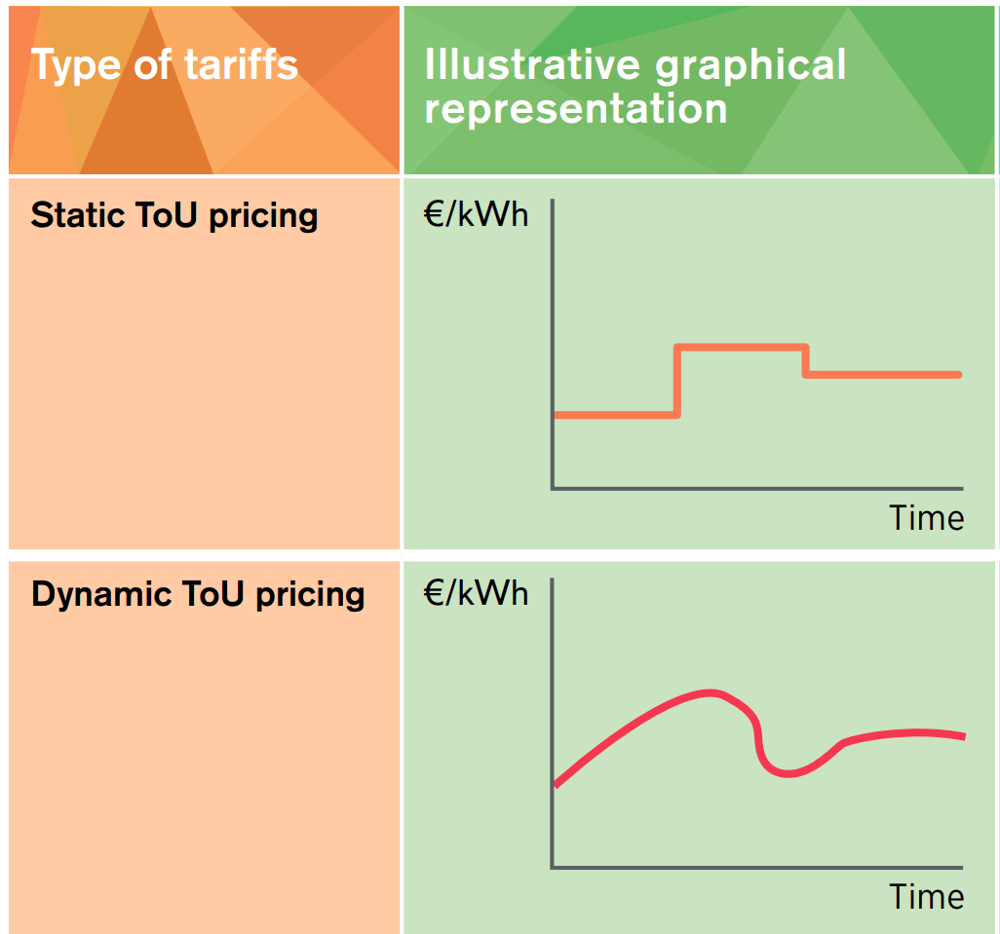 Type of tariffs
Illustrative graphical
representation
Static ToU pricing
€/kWh
Time
Dynamic ToU pricing
€/kWh
Time